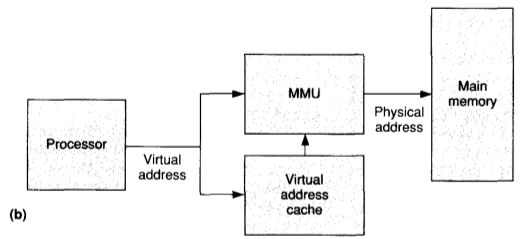 Processor
Virtual
address
MMU
Virtual
address
cache
Physical
address
Main
memory
(b)